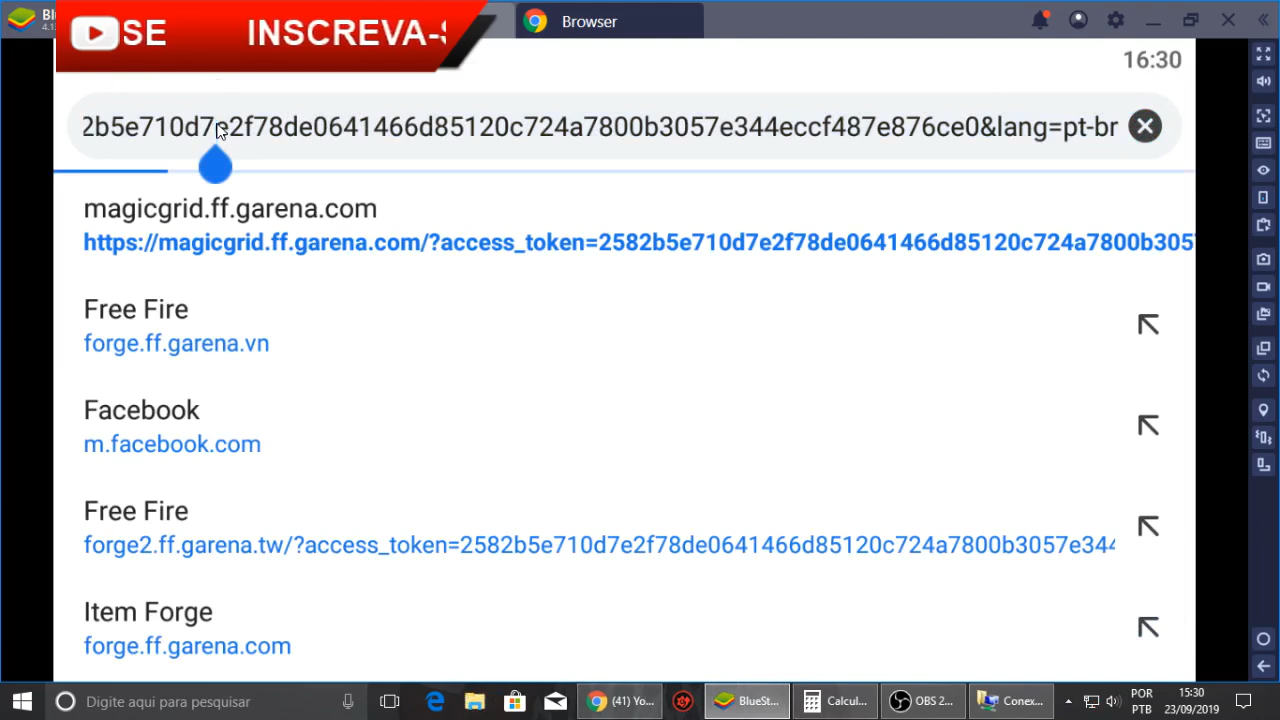 SE INSCREVA-S
Browser
16:30
2b5e710d7e2f78de0641466d85120c724a7800b3057e344eccf487e876ce0&lang=pt-br
magicgrid.ff.garena.com
https://magicgrid.ff.garena.com/?access_token=2582b5e710d7e2f78de0641466d85120c724a7800b305
Free Fire
forge.ff.garena.vn
Facebook
m.facebook.com
Free Fire
forge2.ff.garena.tw/?access_token=2582b5e710d7e2f78de0641466d85120c724a7800b3057e344
Item Forge
forge.ff.garena.com
Digite aqui para pesquisar
(41) Yo...
BlueSt...
Calcul...
OBS 2...
Conex...
POR
PTB
15:30
23/09/2019